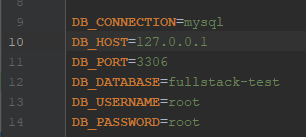 8
9 DB_CONNECTION=mysql
10 DB_HOST=127.0.0.1
11 DB_PORT=3306
12 DB_DATABASE=fullstack-test
13 DB_USERNAME=root
14 DB_PASSWORD=root